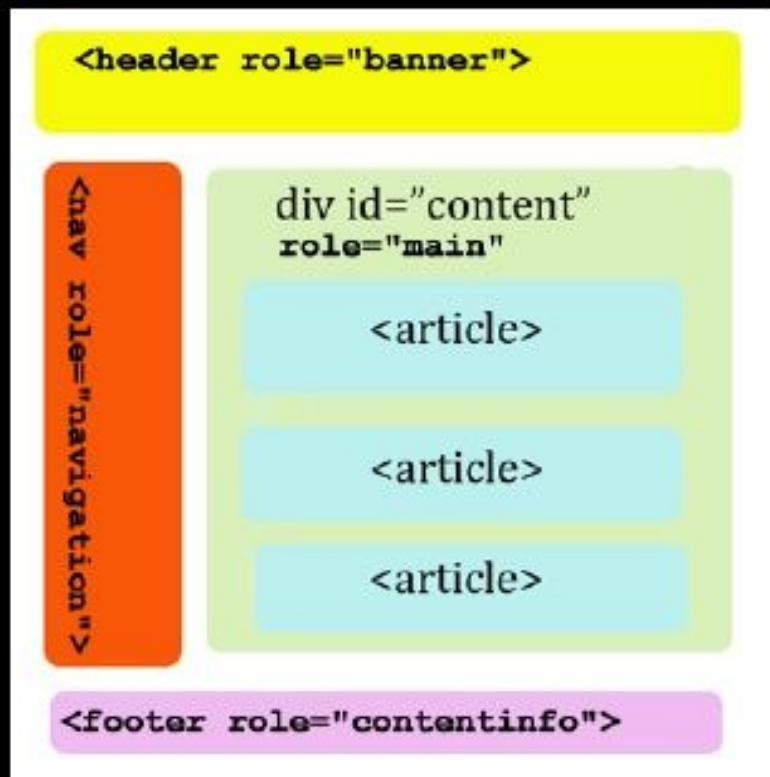 <header role="banner">
<nav role="navigation">
div id=”content”
role="main"
<article>
<article>
<article>
<footer role="contentinfo">